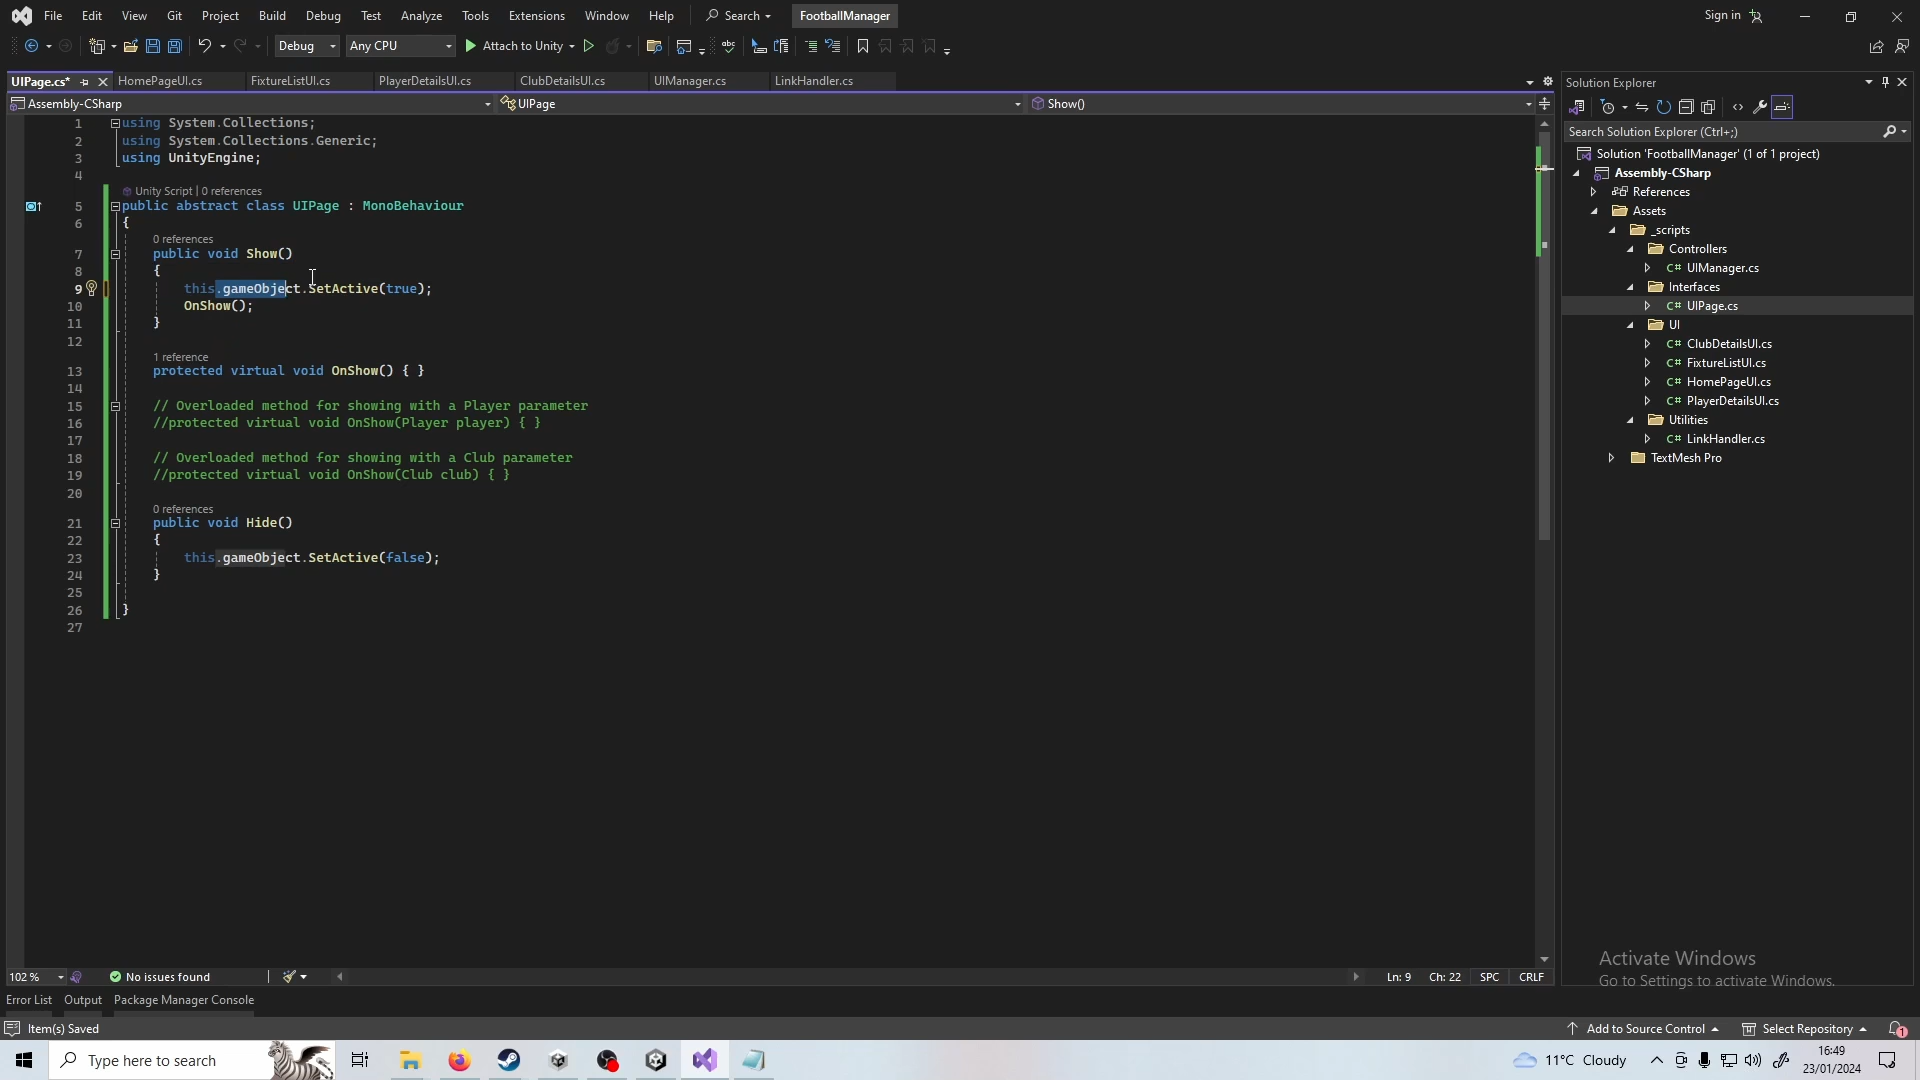 File Edit View Git Project Build Debug Test Analyze Tools Extensions Window Help Search FootballManager Sign in
Debug Any CPU Attach to Unity
UIPage.cs* HomePageUI.cs FixtureListUI.cs PlayerDetailsUI.cs ClubDetailsUI.cs UIManager.cs LinkHandler.cs
Assembly-CSharp UIPage Show()
1 using System.Collections;
2 using System.Collections.Generic;
3 using UnityEngine;
4
Unity Script | 0 references
5 public abstract class UIPage : MonoBehaviour
6 {
0 references
7 public void Show()
8 {
9 this.gameObject.SetActive(true);
10 OnShow();
11 }
12
1 reference
13 protected virtual void OnShow() { }
14
15 // Overloaded method for showing with a Player parameter
16 //protected virtual void OnShow(Player player) { }
17
18 // Overloaded method for showing with a Club parameter
19 //protected virtual void OnShow(Club club) { }
20
0 references
21 public void Hide()
22 {
23 this.gameObject.SetActive(false);
24 }
25
26 }
27
102 % No issues found Ln: 9 Ch: 22 SPC CRLF
Error List Output Package Manager Console
Item(s) Saved Add to Source Control Select Repository 1
Solution Explorer
Search Solution Explorer (Ctrl+;)
Solution 'FootballManager' (1 of 1 project)
Assembly-CSharp
References
Assets
_scripts
Controllers
C# UIManager.cs
Interfaces
C# UIPage.cs
UI
C# ClubDetailsUI.cs
C# FixtureListUI.cs
C# HomePageUI.cs
C# PlayerDetailsUI.cs
Utilities
C# LinkHandler.cs
TextMesh Pro
Activate Windows
Go to Settings to activate Windows.
Type here to search 11°C Cloudy 16:49
23/01/2024